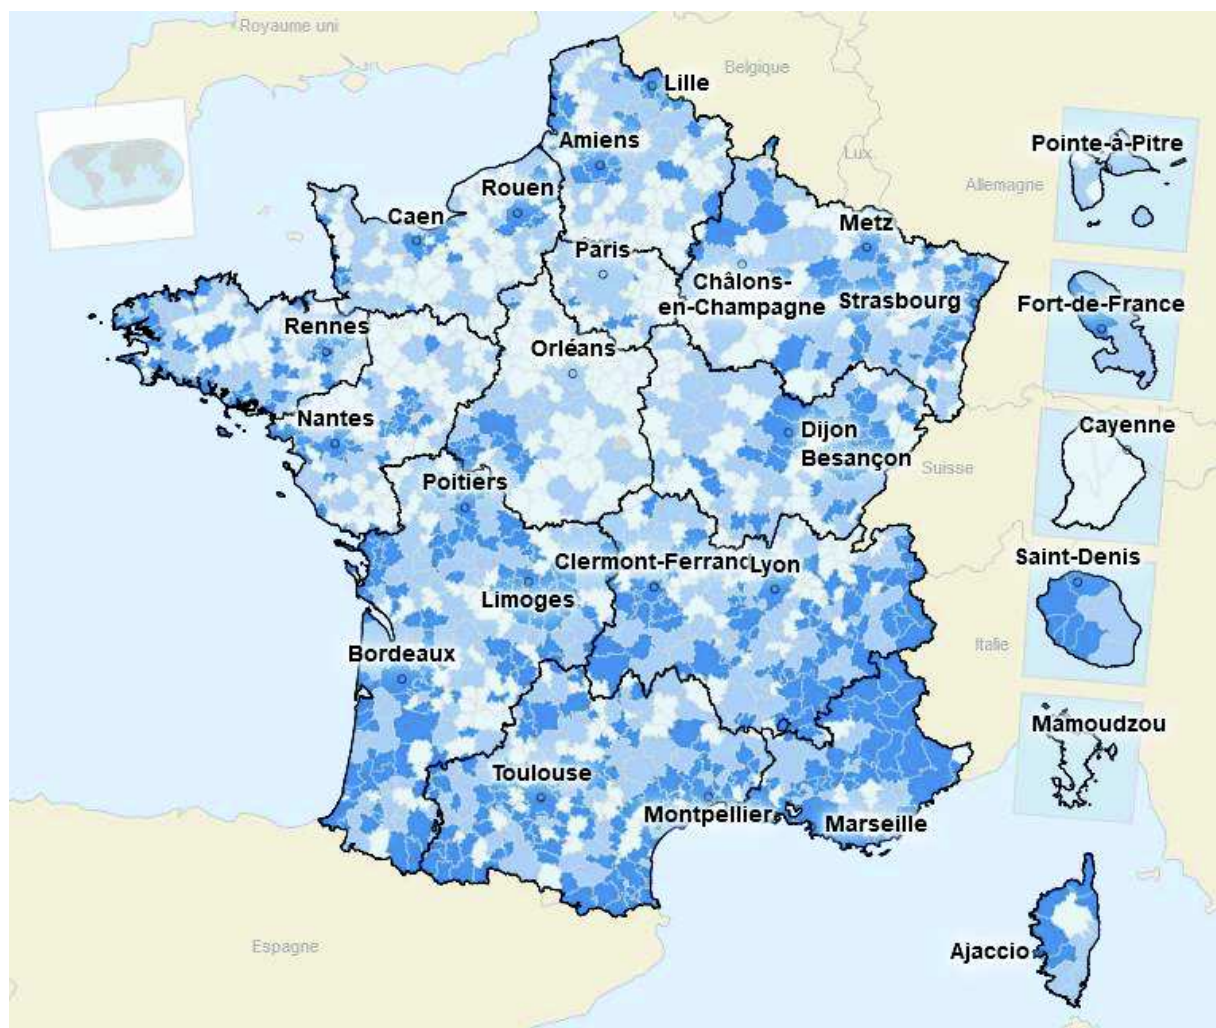 Royaume uni
Belgique
Lille
Amiens
Pointe-à-Pitre
Lux.
Allemagne
Rouen
Caen
Metz
Paris
Châlons-
en-Champagne
Strasbourg
Fort-de-France
Rennes
Orléans
Nantes
Dijon
Besançon
Cayenne
Suisse
Poitiers
Clermont-Ferrand
Lyon
Saint-Denis
Limoges
Italie
Bordeaux
Mamoudzou
Toulouse
Montpellier
Marseille
Espagne
Ajaccio